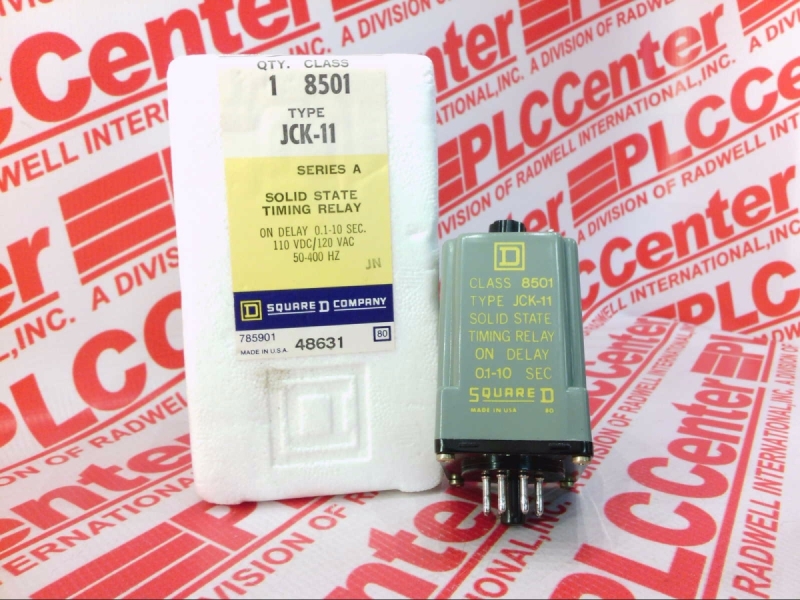 QTY. CLASS
1 8501
TYPE
JCK-11
SERIES A
SOLID STATE
TIMING RELAY
ON DELAY 0.1-10 SEC.
110 VDC/120 VAC
50-400 HZ
JN
D SQUARE D COMPANY
785901
80
MADE IN U.S.A. 48631
D
CLASS 8501
TYPE JCK-11
SOLID STATE
TIMING RELAY
ON DELAY
0.1-10 SEC
SQUARE D
MADE IN U.S.A. 80
PLCCenter
A DIVISION OF RADWELL INTERNATIONAL, INC.